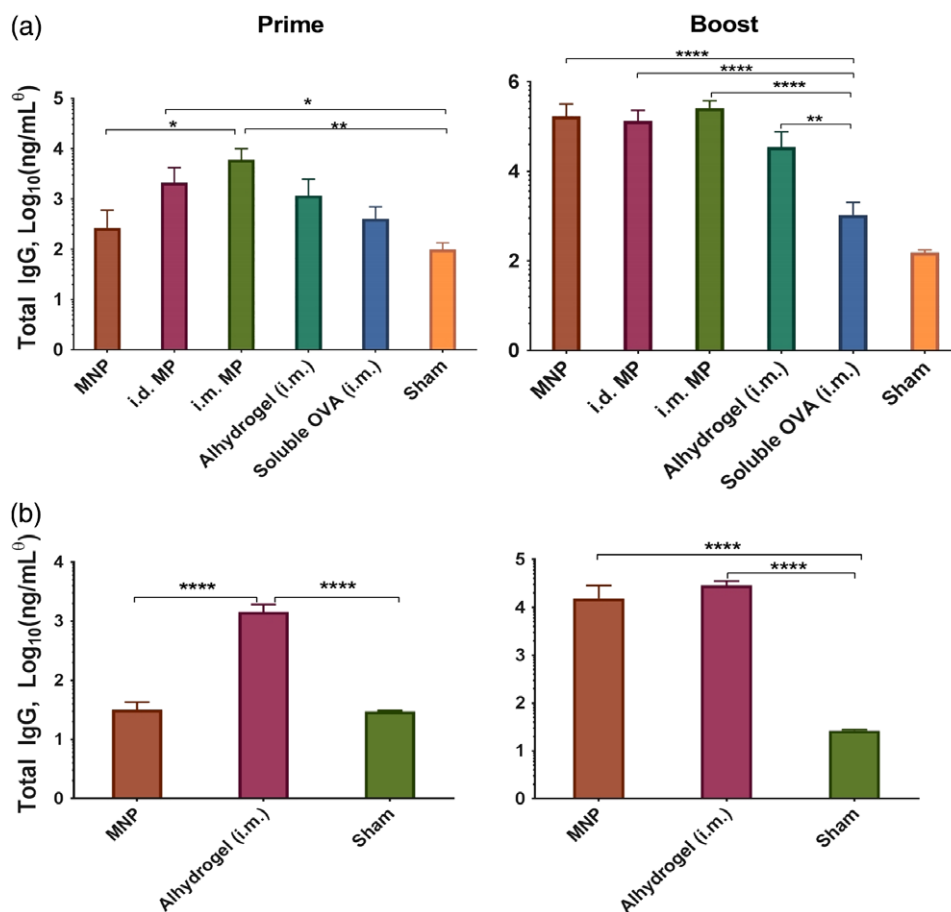 (a)
Prime
Total IgG, Log₁₀(ng/mL^θ)
5
4
3
2
1
0
*
*
**
MNP
i.d. MP
i.m. MP
Alhydrogel (i.m.)
Soluble OVA (i.m.)
Sham
Boost
6
4
2
0
****
****
****
**
MNP
i.d. MP
i.m. MP
Alhydrogel (i.m.)
Soluble OVA (i.m.)
Sham
(b)
Total IgG, Log₁₀(ng/mL^θ)
4
3
2
1
0
****
****
MNP
Alhydrogel (i.m.)
Sham
5
4
3
2
1
0
****
****
MNP
Alhydrogel (i.m.)
Sham